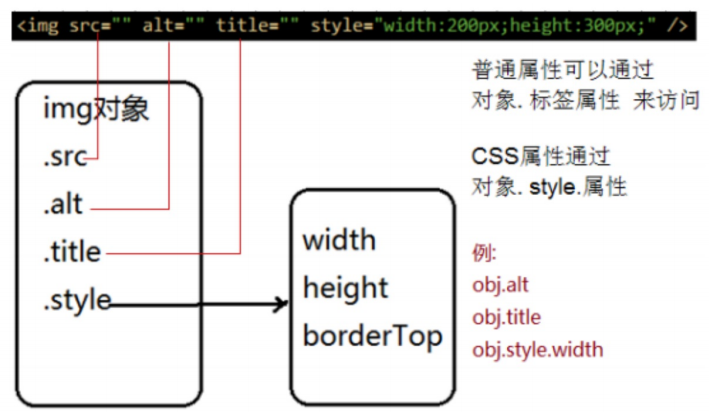 <img src="" alt="" title="" style="width:200px;height:300px;" />
img对象
.src
.alt
.title
.style
width
height
borderTop
普通属性可以通过
对象.标签属性 来访问
CSS属性通过
对象.style.属性
例:
obj.alt
obj.title
obj.style.width